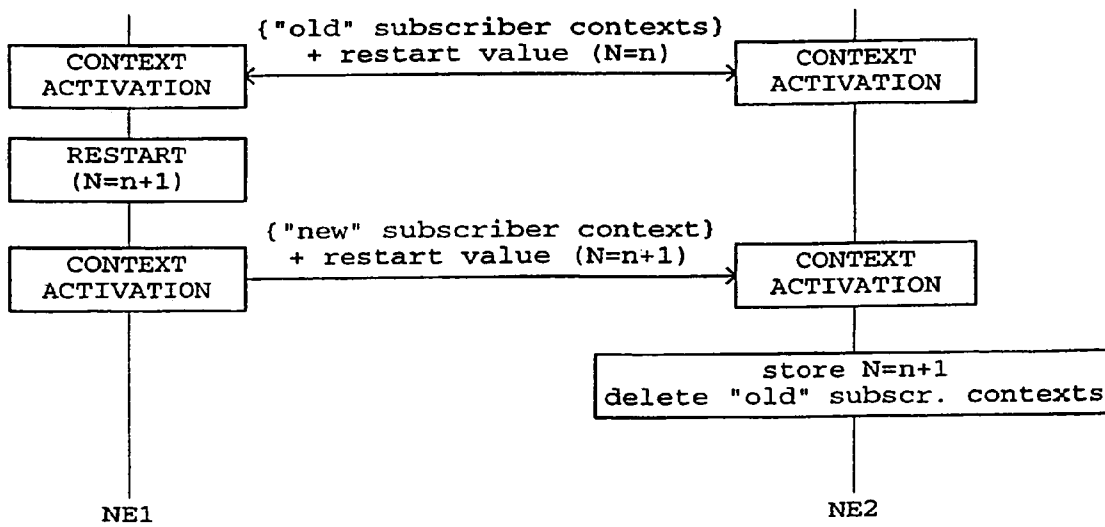 {"old" subscriber contexts}
+ restart value (N=n)
CONTEXT
ACTIVATION
CONTEXT
ACTIVATION
RESTART
(N=n+1)
{"new" subscriber context}
+ restart value (N=n+1)
CONTEXT
ACTIVATION
CONTEXT
ACTIVATION
store N=n+1
delete "old" subscr. contexts
NE1
NE2